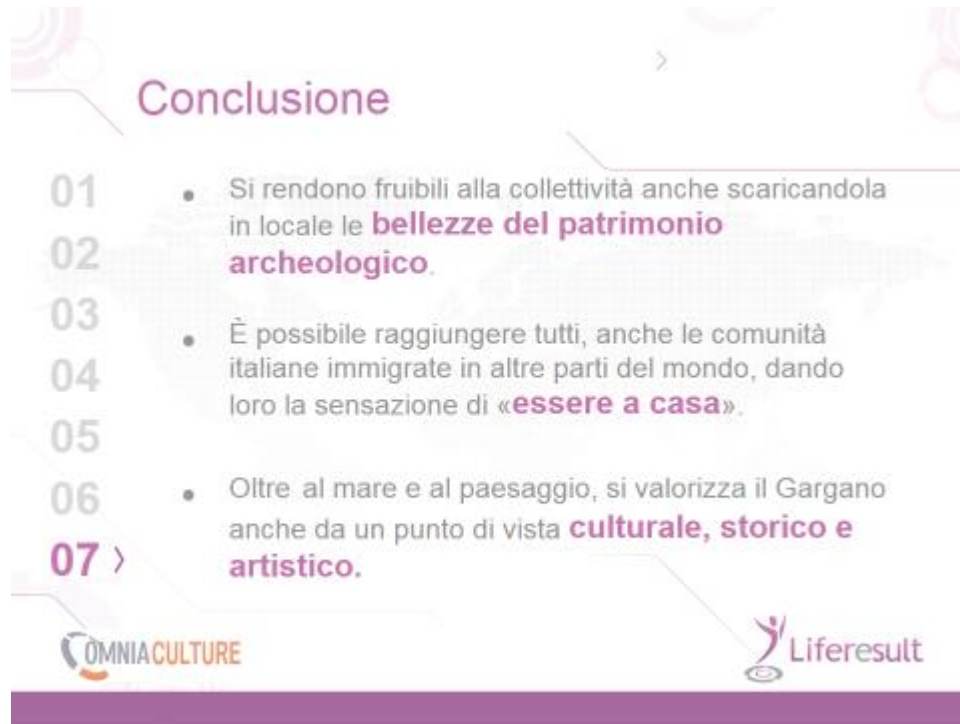 Conclusione
01
02
03
04
05
06
07
• Si rendono fruibili alla collettività anche scaricandola
in locale le bellezze del patrimonio
archeologico.
• È possibile raggiungere tutti, anche le comunità
italiane immigrate in altre parti del mondo, dando
loro la sensazione di «essere a casa».
• Oltre al mare e al paesaggio, si valorizza il Gargano
anche da un punto di vista culturale, storico e
artistico.
OMNIACULTURE
Liferesult